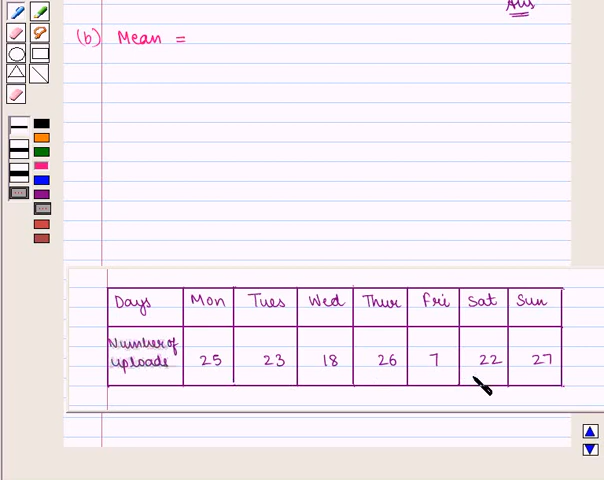 Ans
(b) Mean =
Days Mon Tues Wed Thur Fri Sat Sun
Number of
uploads 25 23 18 26 7 22 27